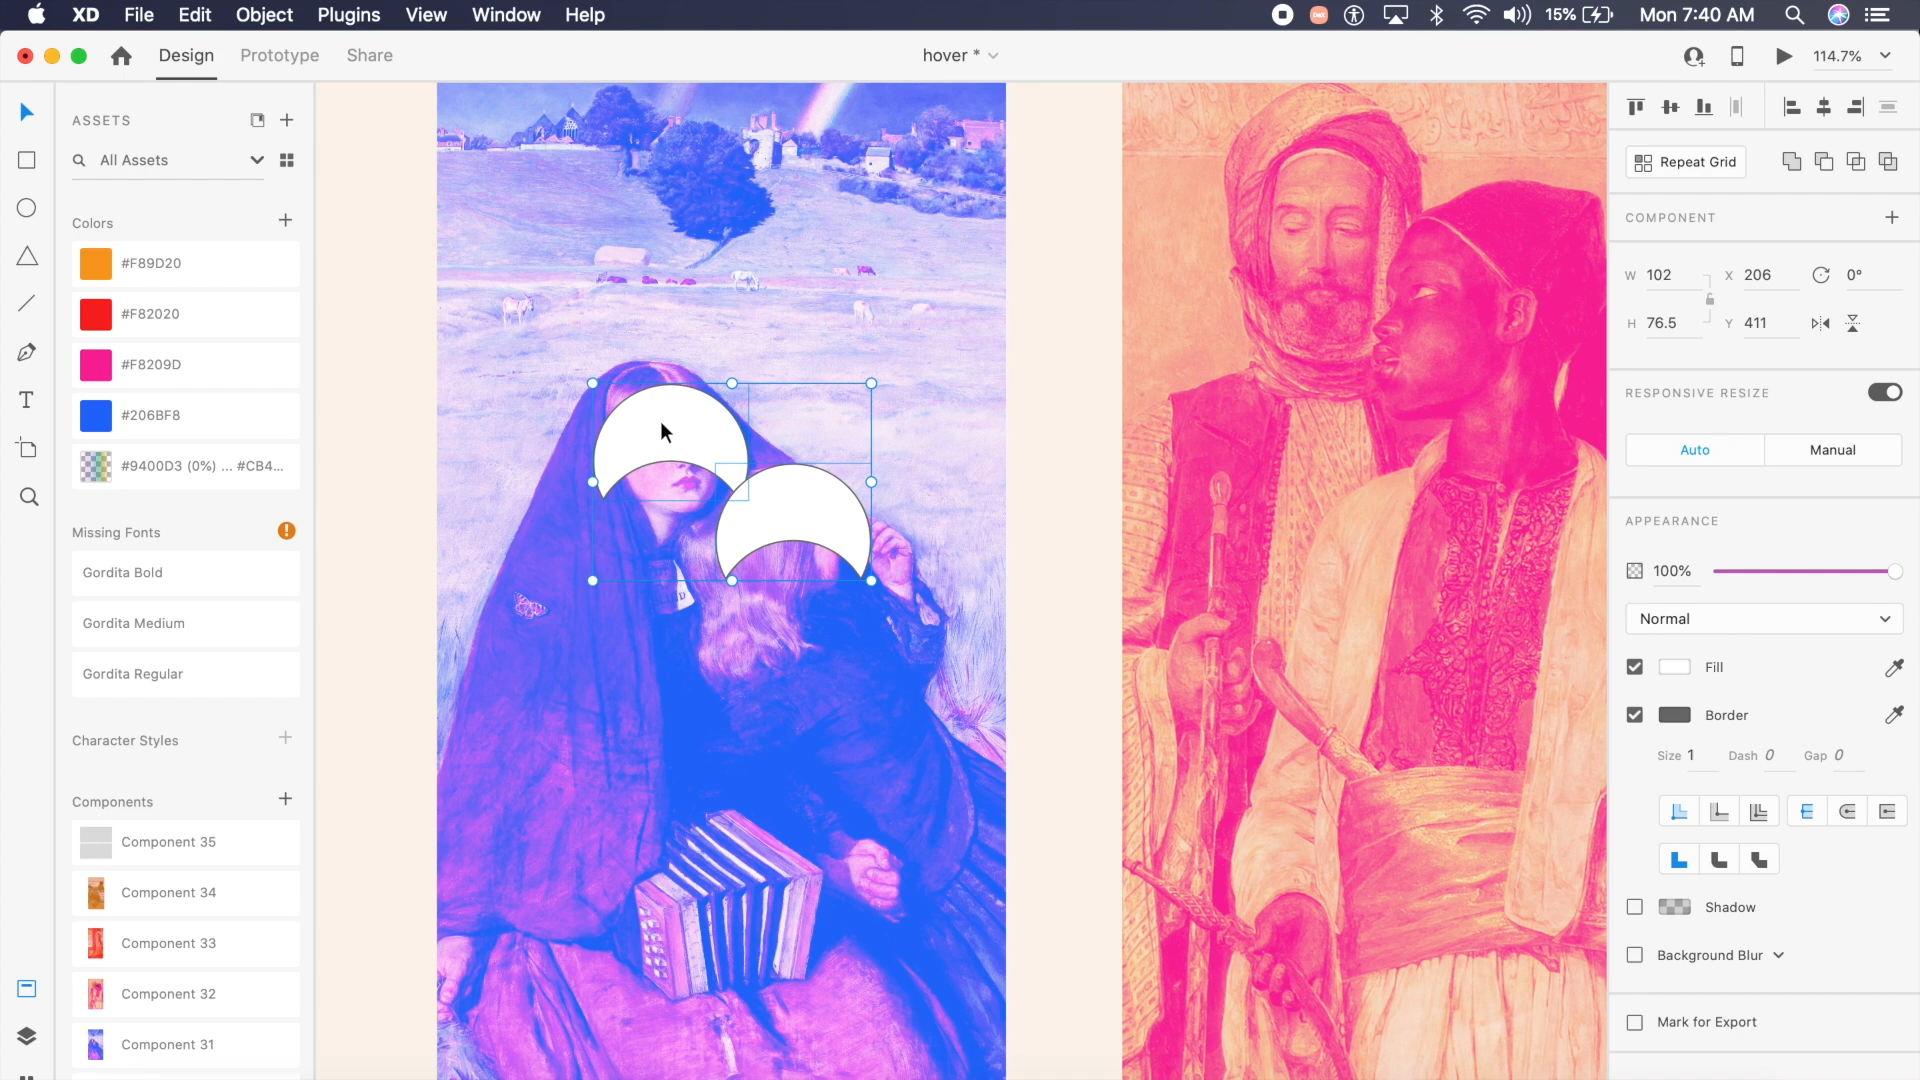 XD File Edit Object Plugins View Window Help 15% Mon 7:40 AM
Design Prototype Share hover * 114.7%
ASSETS
All Assets
Colors
#F89D20
#F82020
#F8209D
#206BF8
#9400D3 (0%) ... #CB4...
Missing Fonts
Gordita Bold
Gordita Medium
Gordita Regular
Character Styles
Components
Component 35
Component 34
Component 33
Component 32
Component 31
Repeat Grid
COMPONENT
W 102 X 206 0°
H 76.5 Y 411
RESPONSIVE RESIZE
Auto Manual
APPEARANCE
100%
Normal
Fill
Border
Size 1 Dash 0 Gap 0
Shadow
Background Blur
Mark for Export